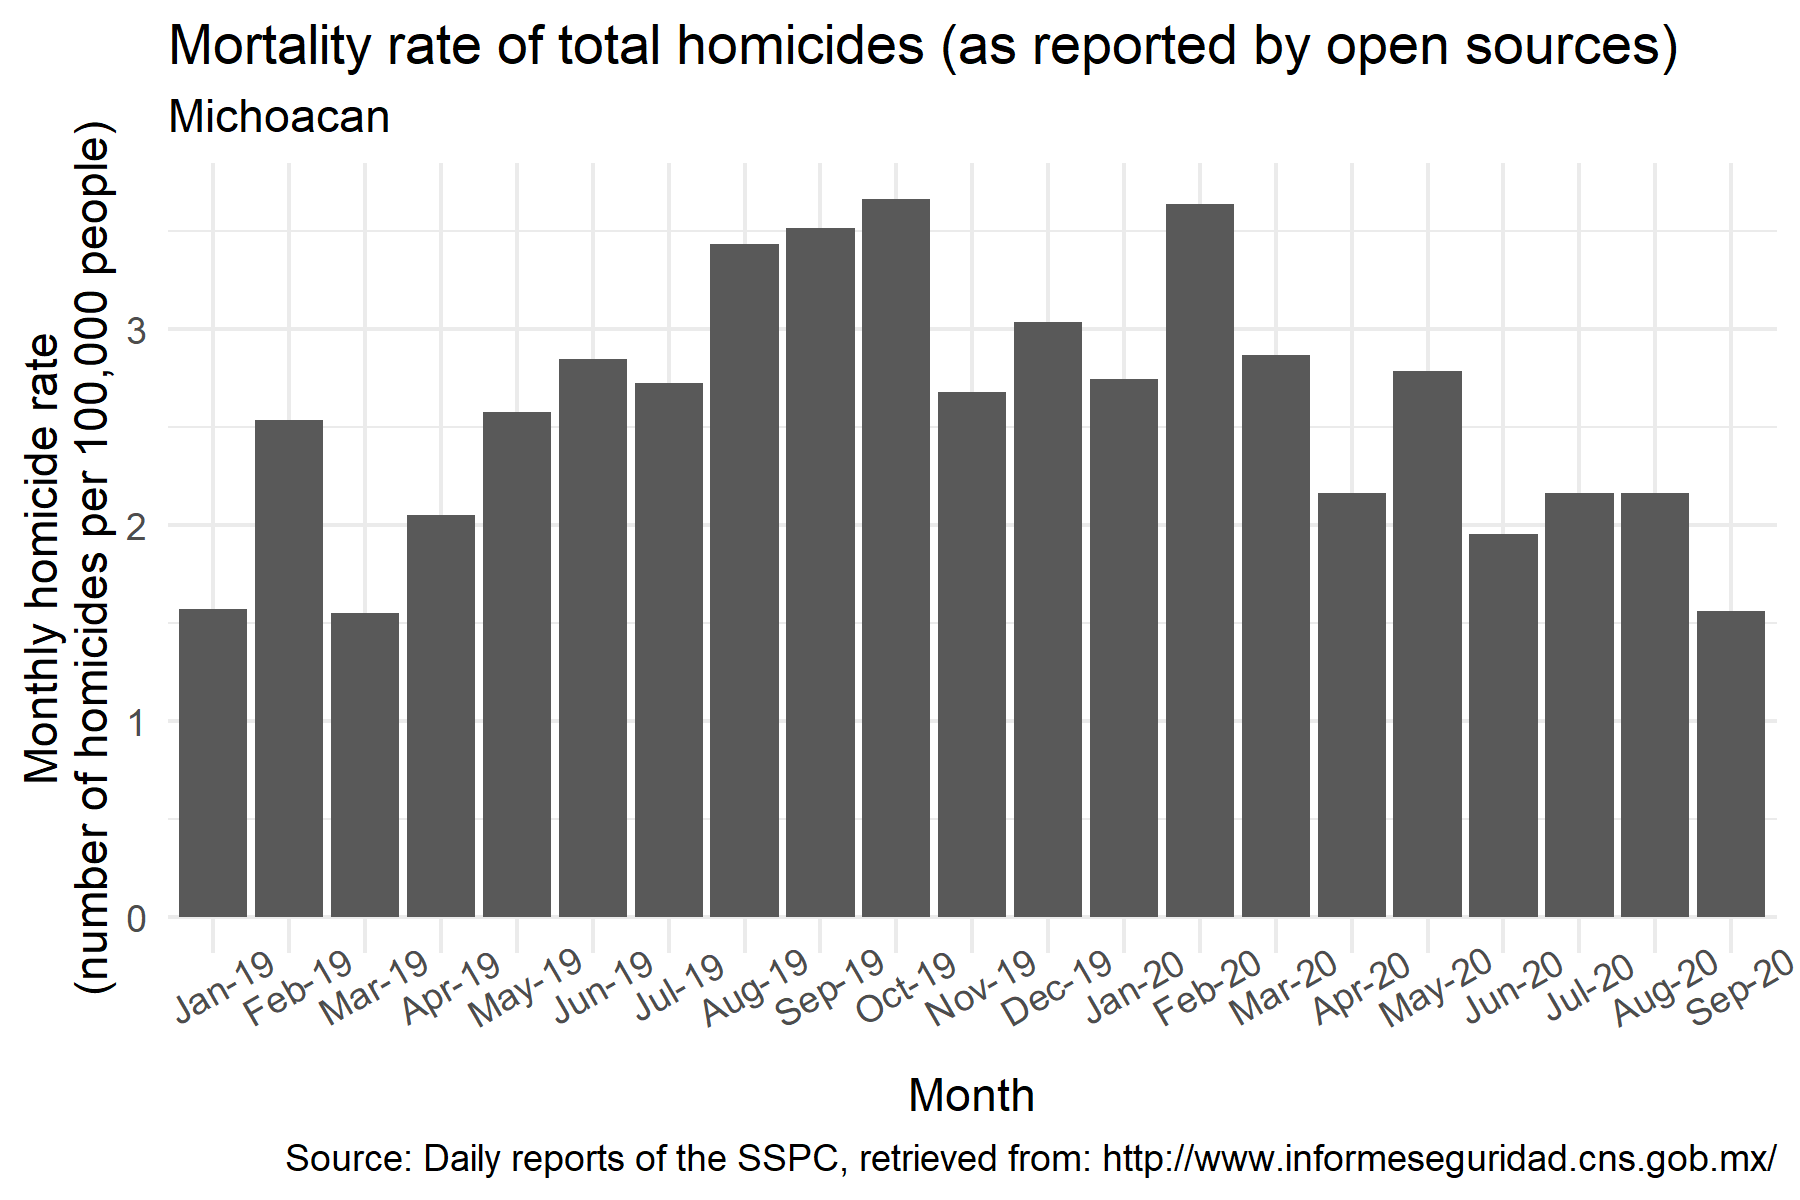 Mortality rate of total homicides (as reported by open sources)
Michoacan
Monthly homicide rate
(number of homicides per 100,000 people)
3
2
1
0
Jan-19
Feb-19
Mar-19
Apr-19
May-19
Jun-19
Jul-19
Aug-19
Sep-19
Oct-19
Nov-19
Dec-19
Jan-20
Feb-20
Mar-20
Apr-20
May-20
Jun-20
Jul-20
Aug-20
Sep-20
Month
Source: Daily reports of the SSPC, retrieved from: http://www.informeseguridad.cns.gob.mx/